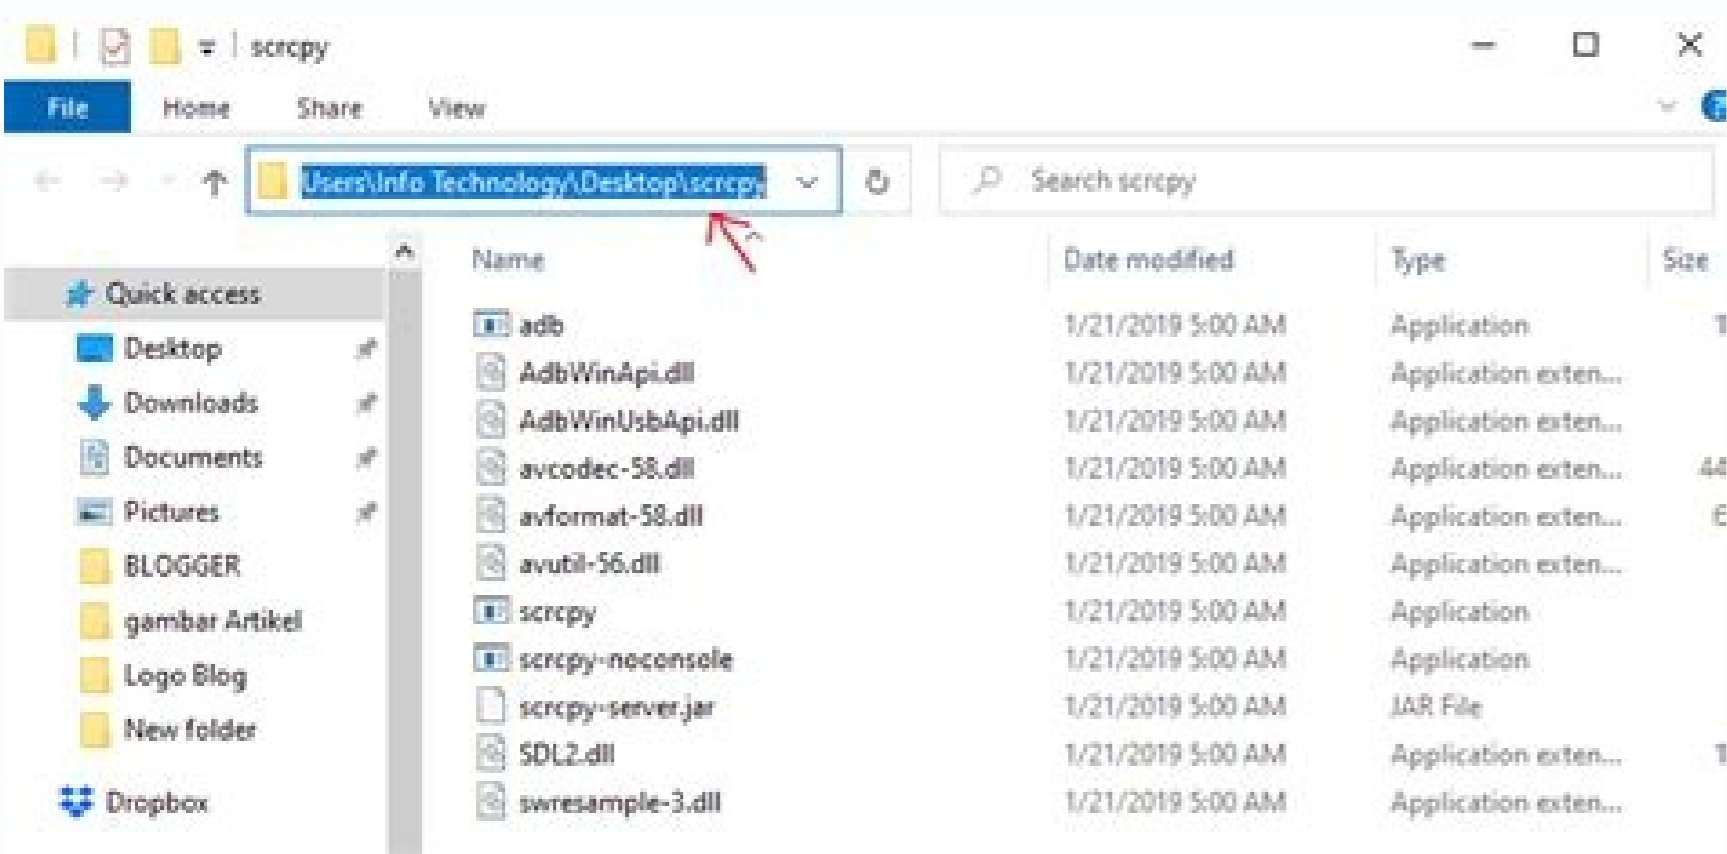 scrcpy
File Home Share View
Users\Info Technology\Desktop\scrcpy
Search scrcpy
Quick access
Desktop
Downloads
Documents
Pictures
BLOGGER
gambar Artikel
Logo Blog
New folder
Dropbox
Name Date modified Type Size
adb 1/21/2019 5:00 AM Application
AdbWinApi.dll 1/21/2019 5:00 AM Application exten...
AdbWinUsbApi.dll 1/21/2019 5:00 AM Application exten...
avcodec-58.dll 1/21/2019 5:00 AM Application exten... 44
avformat-58.dll 1/21/2019 5:00 AM Application exten...
avutil-56.dll 1/21/2019 5:00 AM Application exten...
scrcpy 1/21/2019 5:00 AM Application
scrcpy-noconsole 1/21/2019 5:00 AM Application
scrcpy-server.jar 1/21/2019 5:00 AM JAR File
SDL2.dll 1/21/2019 5:00 AM Application exten...
swresample-3.dll 1/21/2019 5:00 AM Application exten...